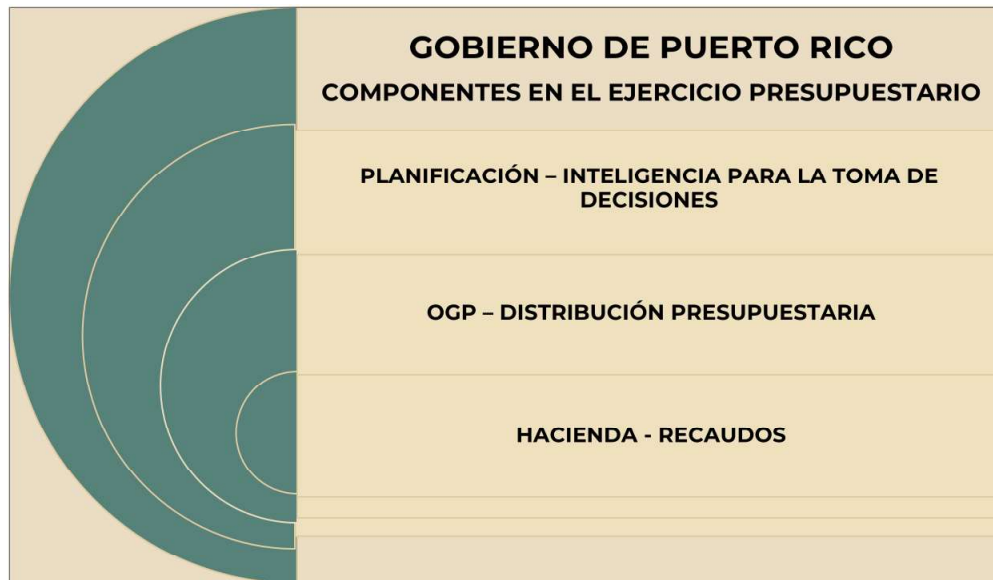 GOBIERNO DE PUERTO RICO
COMPONENTES EN EL EJERCICIO PRESUPUESTARIO
PLANIFICACIÓN – INTELIGENCIA PARA LA TOMA DE
DECISIONES
OGP – DISTRIBUCIÓN PRESUPUESTARIA
HACIENDA - RECAUDOS